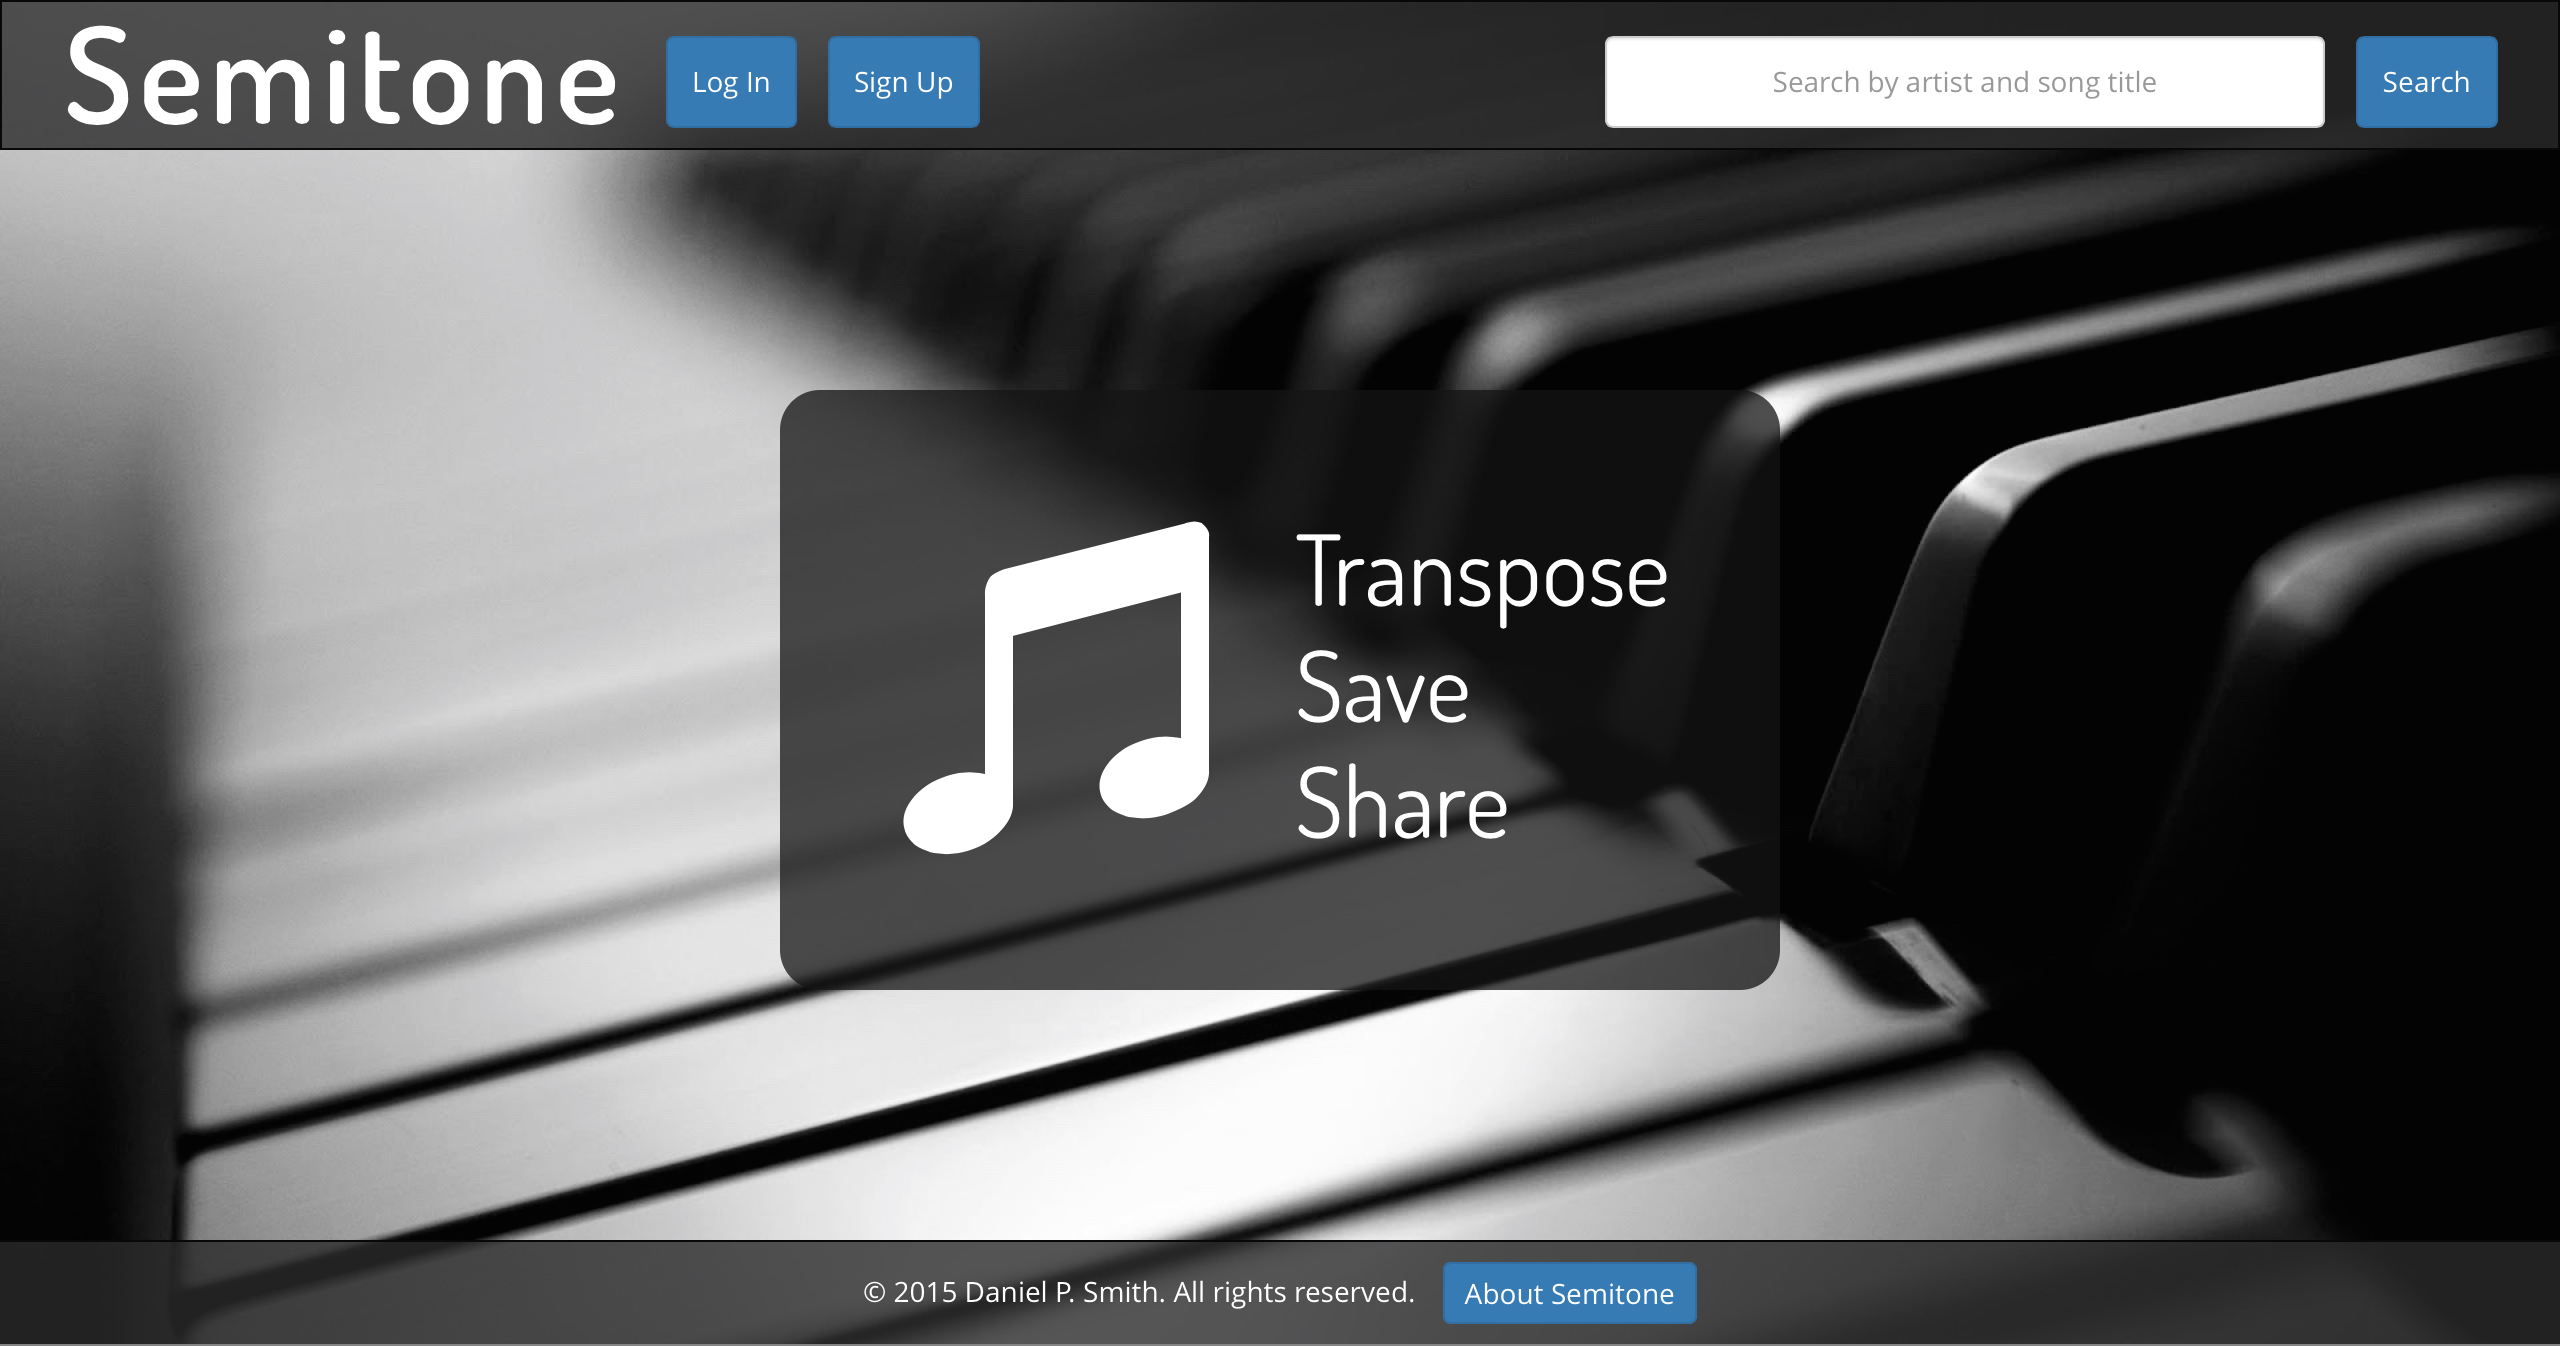 Semitone
Log In
Sign Up
Search by artist and song title
Search
Transpose
Save
Share
© 2015 Daniel P. Smith. All rights reserved.
About Semitone